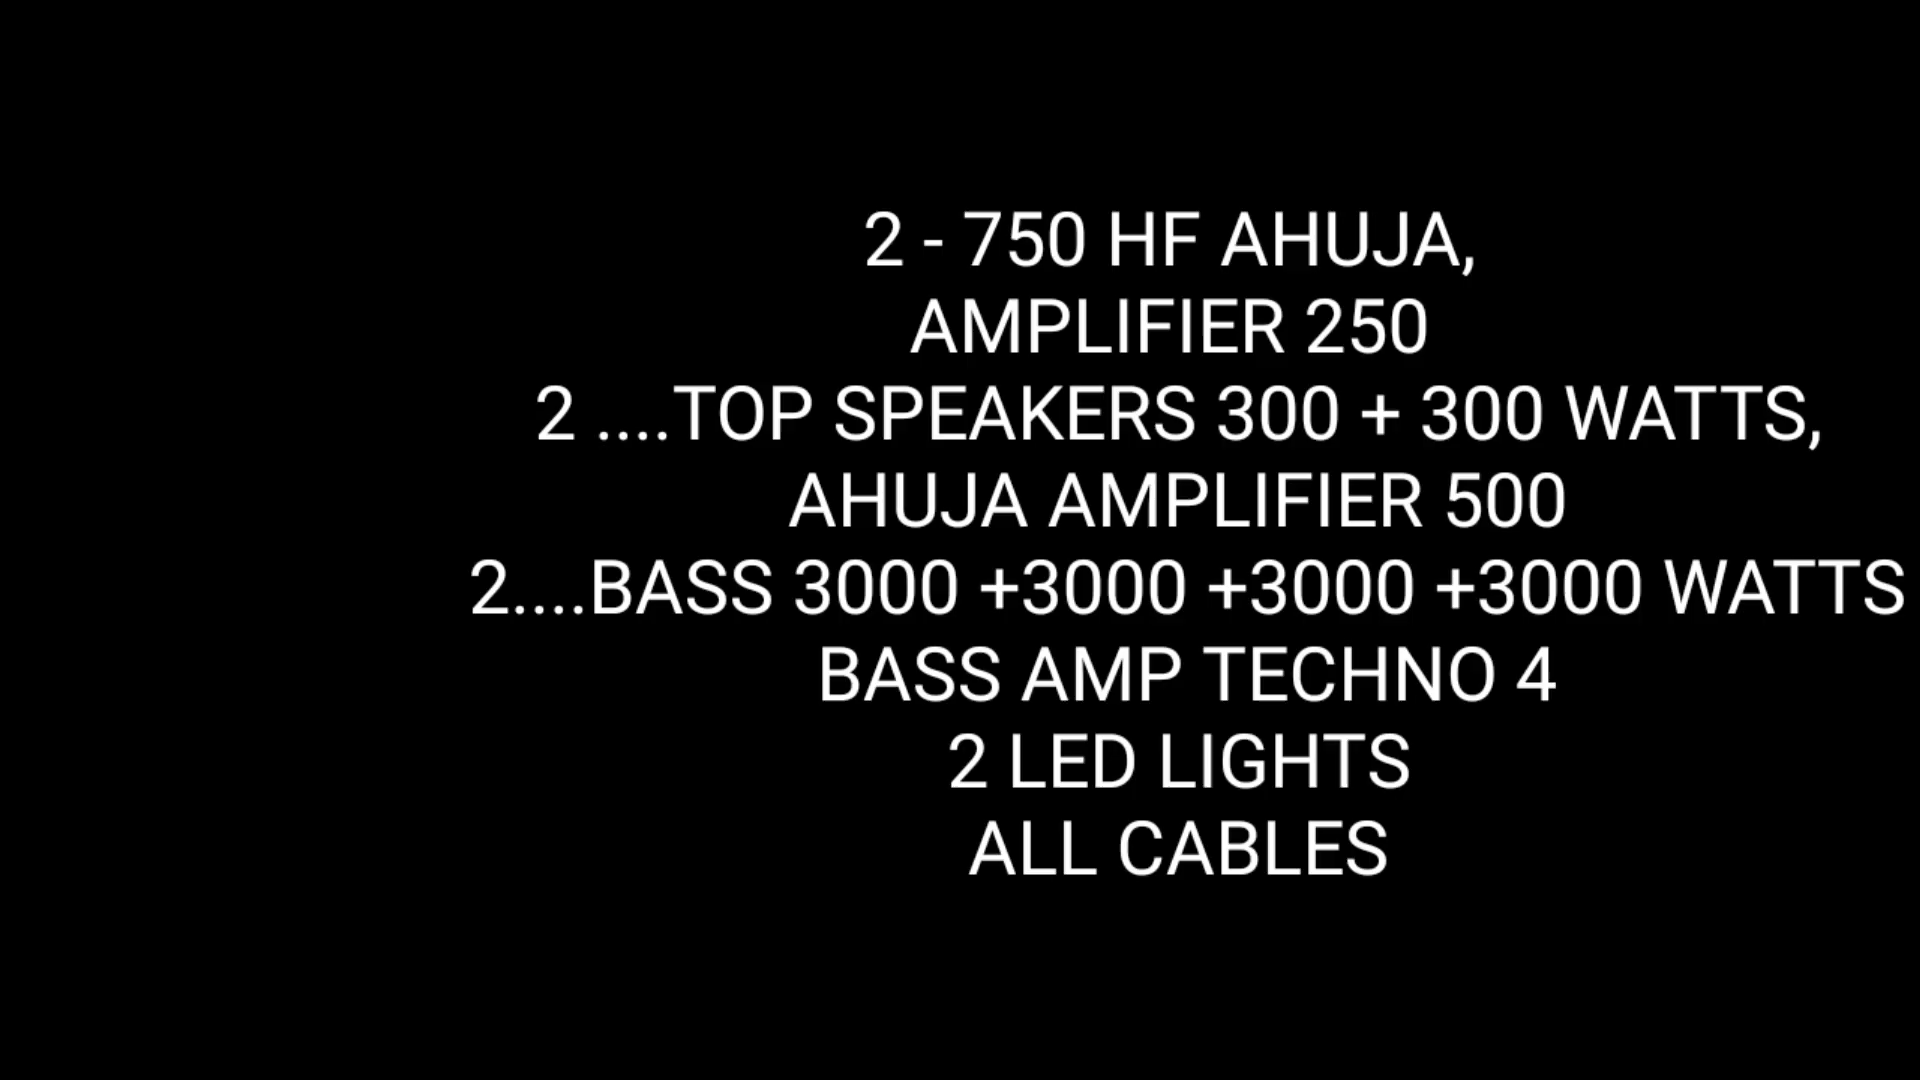 2 - 750 HF AHUJA,
AMPLIFIER 250
2 ....TOP SPEAKERS 300 + 300 WATTS,
AHUJA AMPLIFIER 500
2....BASS 3000 +3000 +3000 +3000 WATTS
BASS AMP TECHNO 4
2 LED LIGHTS
ALL CABLES